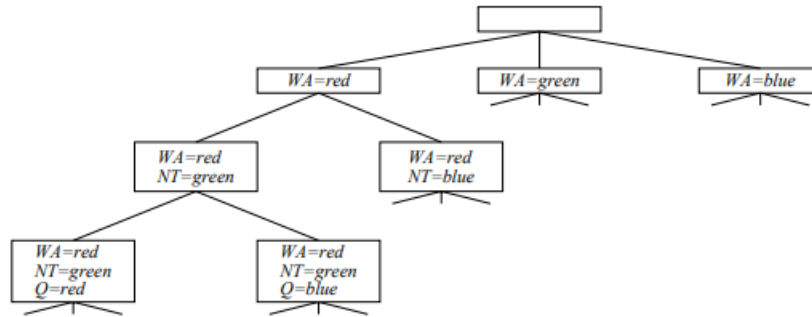 WA=red
WA=green
WA=blue
WA=red
NT=green
WA=red
NT=blue
WA=red
NT=green
Q=red
WA=red
NT=green
Q=blue